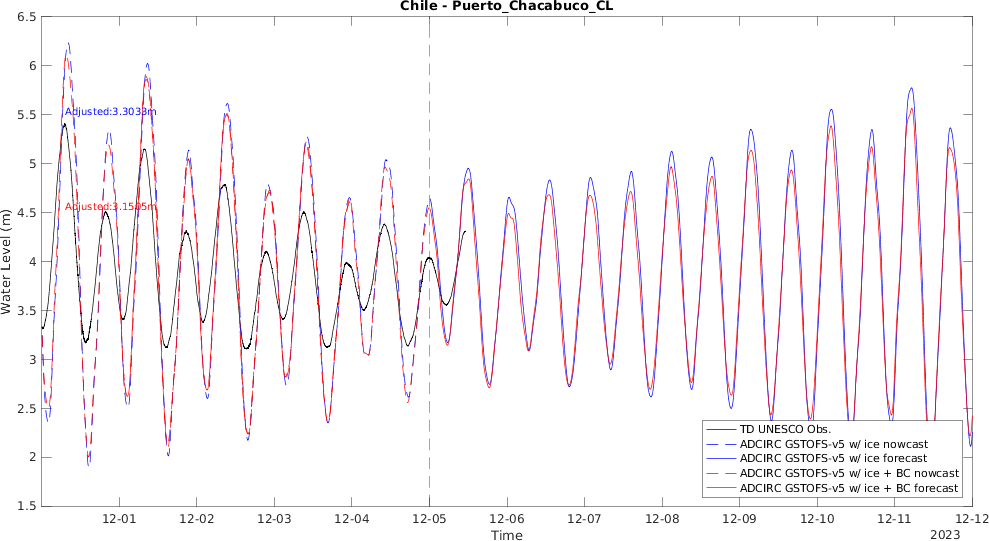 Chile - Puerto_Chacabuco_CL
6.5
6
5.5
5
4.5
4
3.5
3
2.5
2
1.5
Water Level (m)
Adjusted:3.3033m
Adjusted:3.1505m
TD UNESCO Obs.
ADCIRC GSTOFS-v5 w/ ice nowcast
ADCIRC GSTOFS-v5 w/ ice forecast
ADCIRC GSTOFS-v5 w/ ice + BC nowcast
ADCIRC GSTOFS-v5 w/ ice + BC forecast
12-01 12-02 12-03 12-04 12-05 12-06 12-07 12-08 12-09 12-10 12-11 12-12
Time
2023